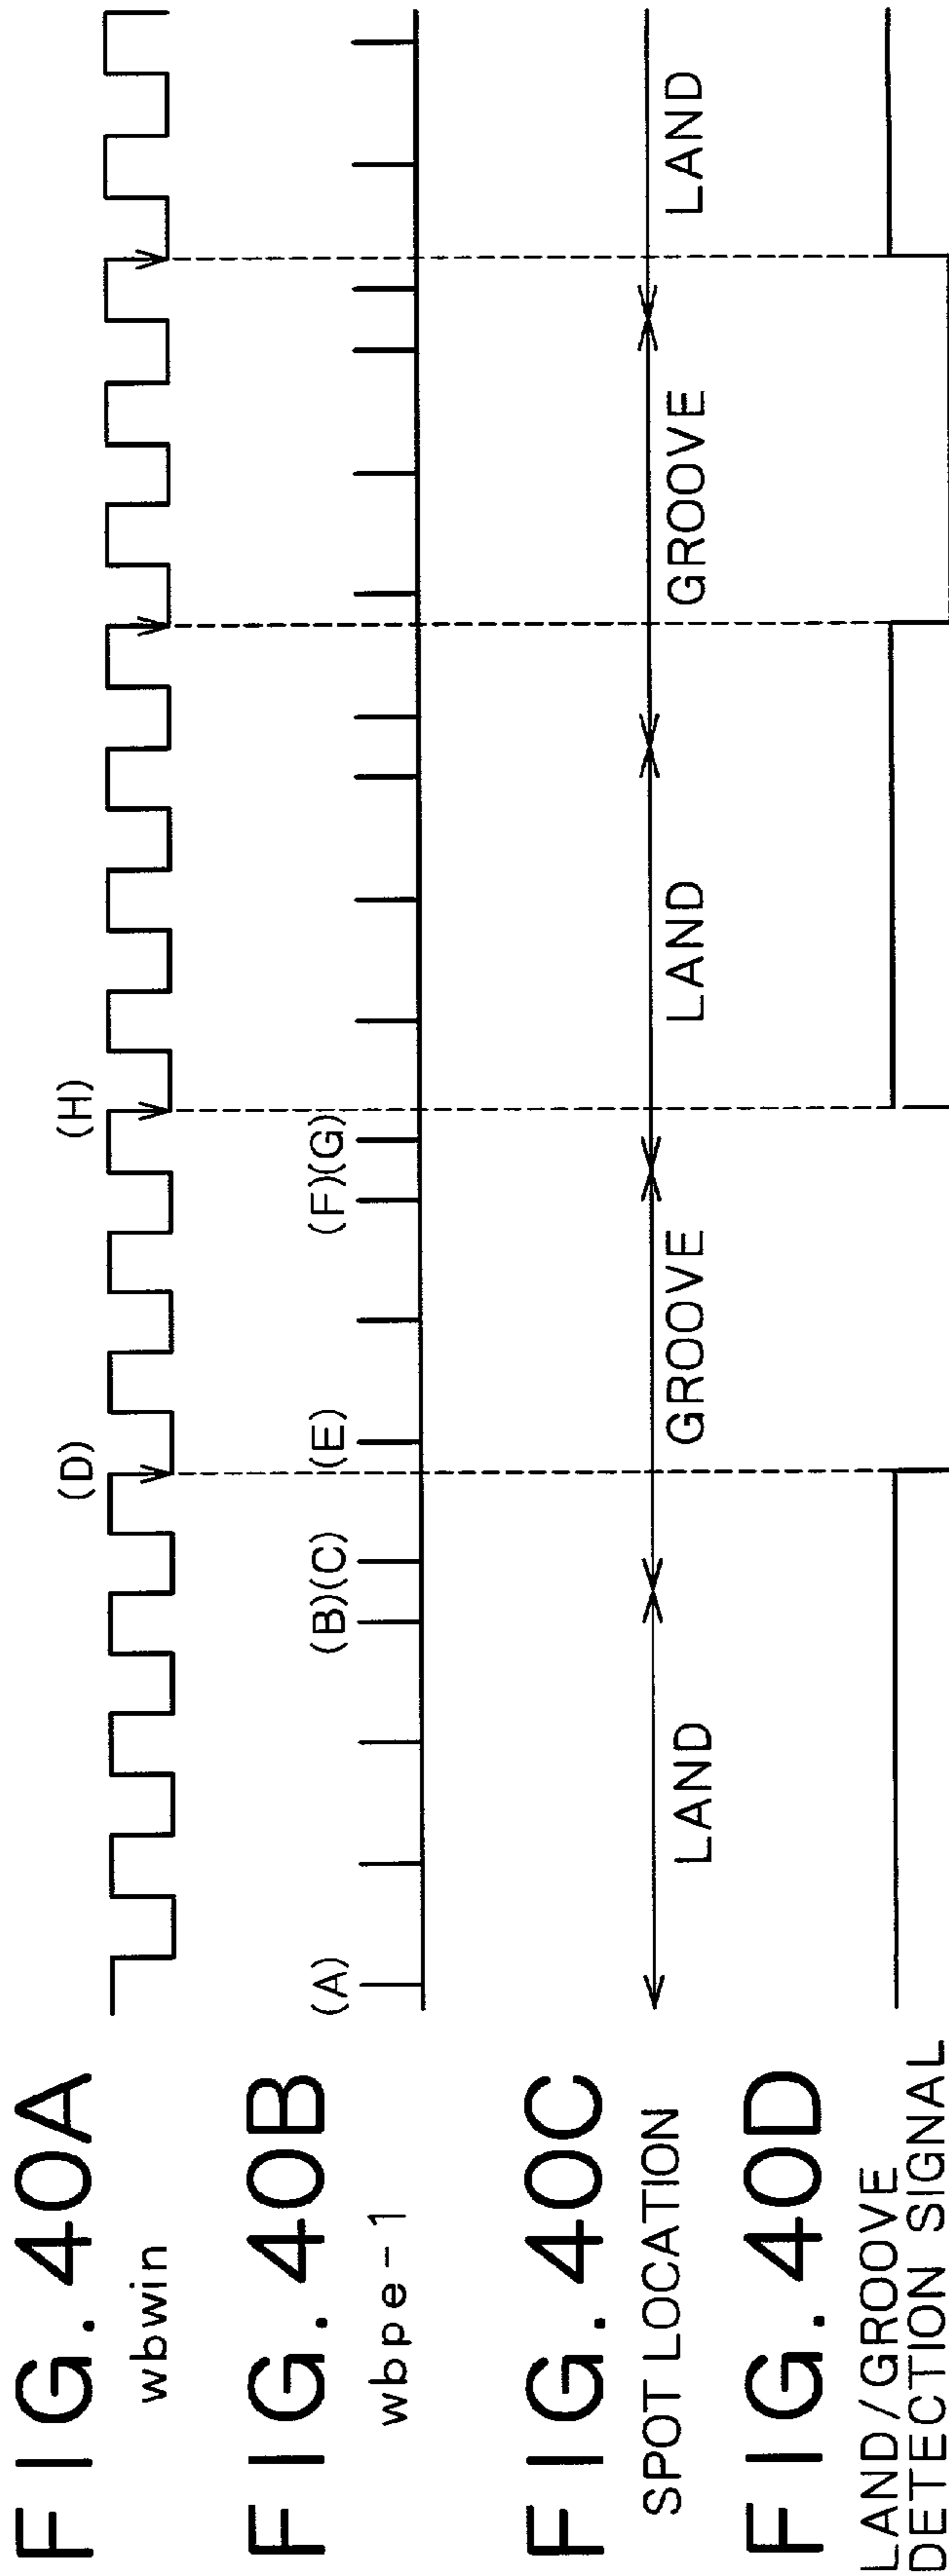 FIG. 40A
wbwin
(D)
(H)
FIG. 40B
wbpe-1
(A)
(B)(C)
(E)
(F)(G)
FIG. 40C
SPOT LOCATION
LAND
GROOVE
LAND
GROOVE
LAND
FIG. 40D
LAND/GROOVE
DETECTION SIGNAL